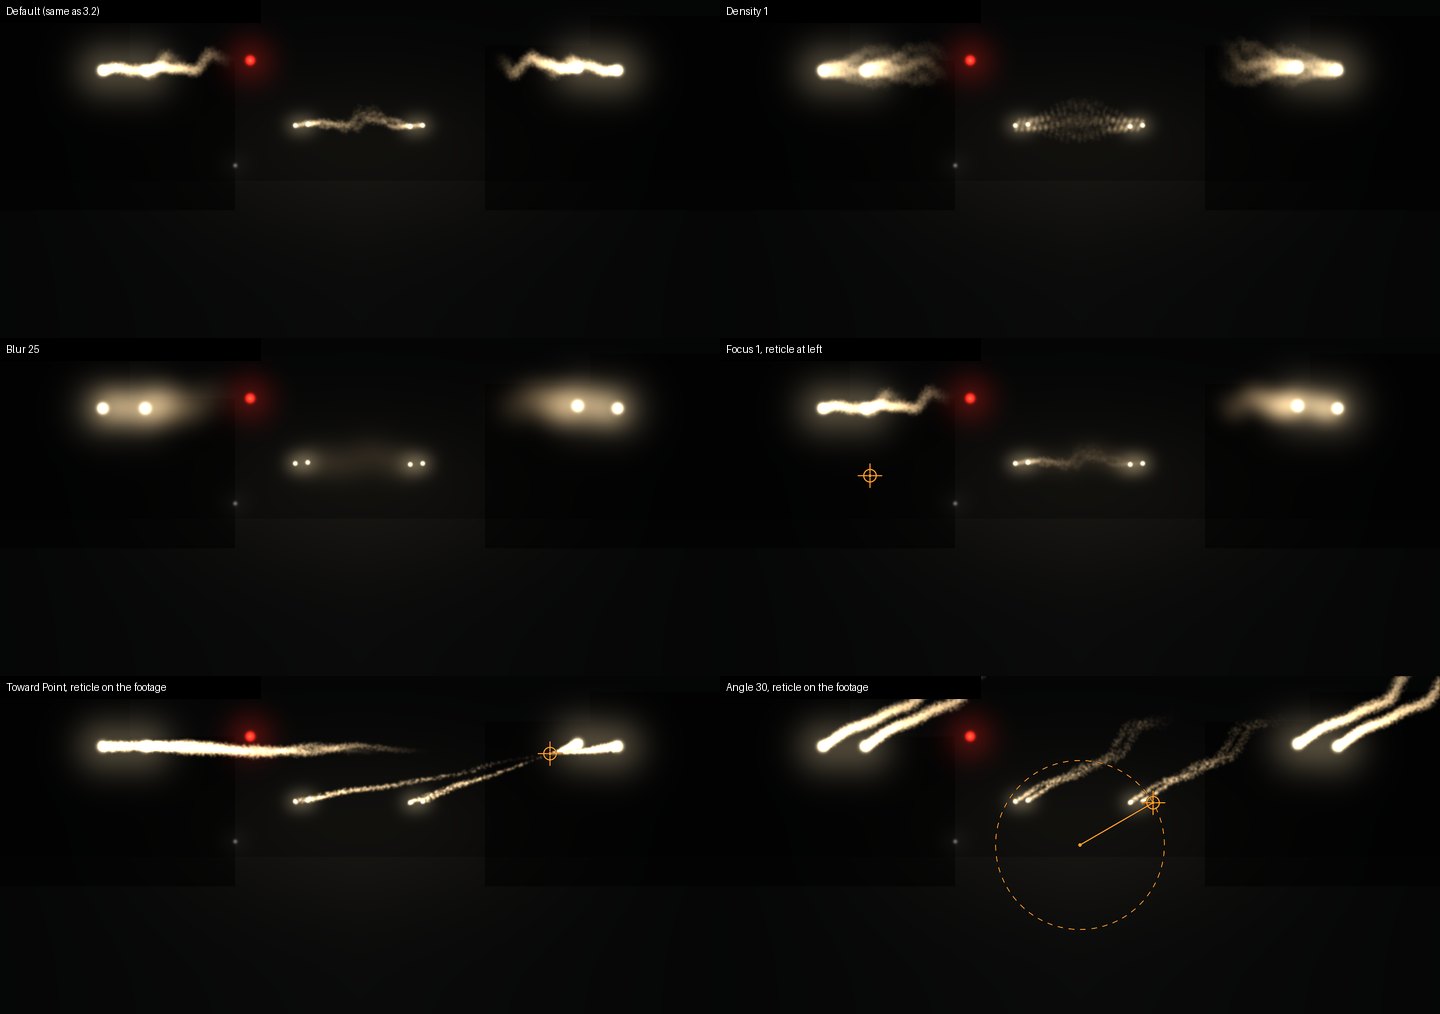 Default (same as 3.2)
Density 1
Blur 25
Focus 1, reticle at left
Toward Point, reticle on the footage
Angle 30, reticle on the footage